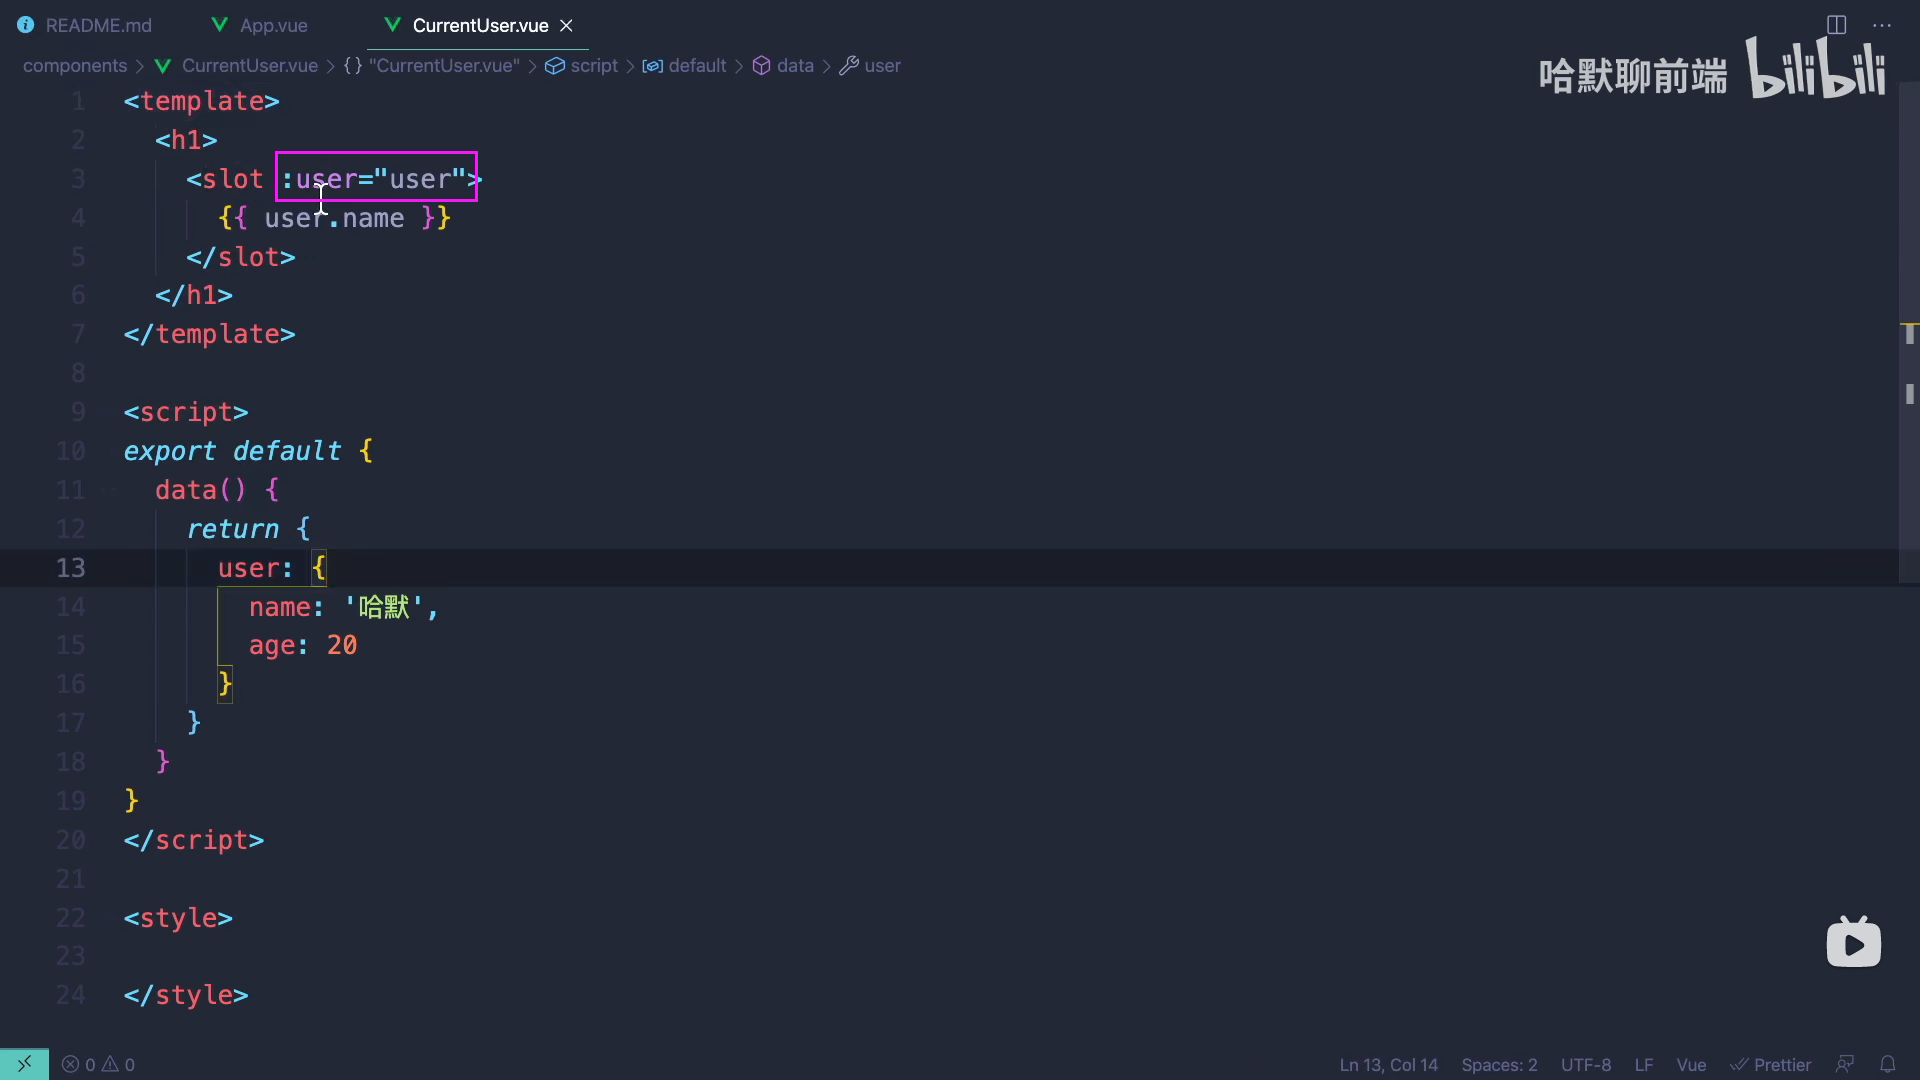 README.md App.vue CurrentUser.vue
components CurrentUser.vue {} "CurrentUser.vue" script default data user
哈默聊前端 bilibili
1 <template>
2 <h1>
3 <slot :user="user">
4 {{ user.name }}
5 </slot>
6 </h1>
7 </template>
8
9 <script>
10 export default {
11 data() {
12 return {
13 user: {
14 name: '哈默',
15 age: 20
16 }
17 }
18 }
19 }
20 </script>
21
22 <style>
23
24 </style>
0 0 Ln 13, Col 14 Spaces: 2 UTF-8 LF Vue Prettier